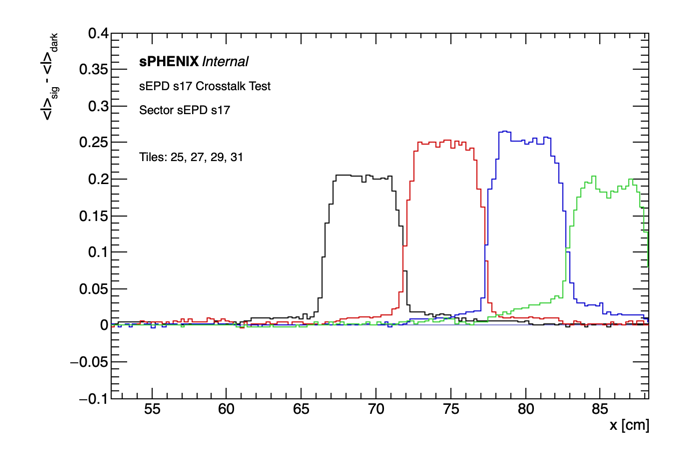 <I>sig - <I>dark
0.4
0.35
0.3
0.25
0.2
0.15
0.1
0.05
0
−0.05
−0.1
sPHENIX Internal
sEPD s17 Crosstalk Test
Sector sEPD s17
Tiles: 25, 27, 29, 31
55 60 65 70 75 80 85
x [cm]